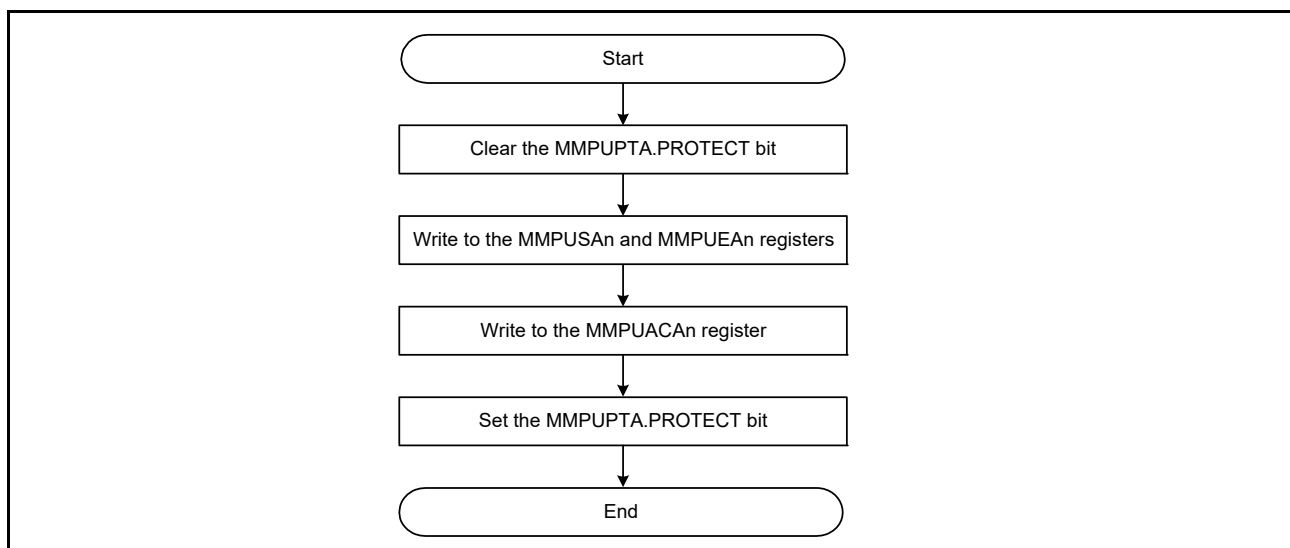 Start
Clear the MMPUPTA.PROTECT bit
Write to the MMPUSAn and MMPUEAn registers
Write to the MMPUACAn register
Set the MMPUPTA.PROTECT bit
End